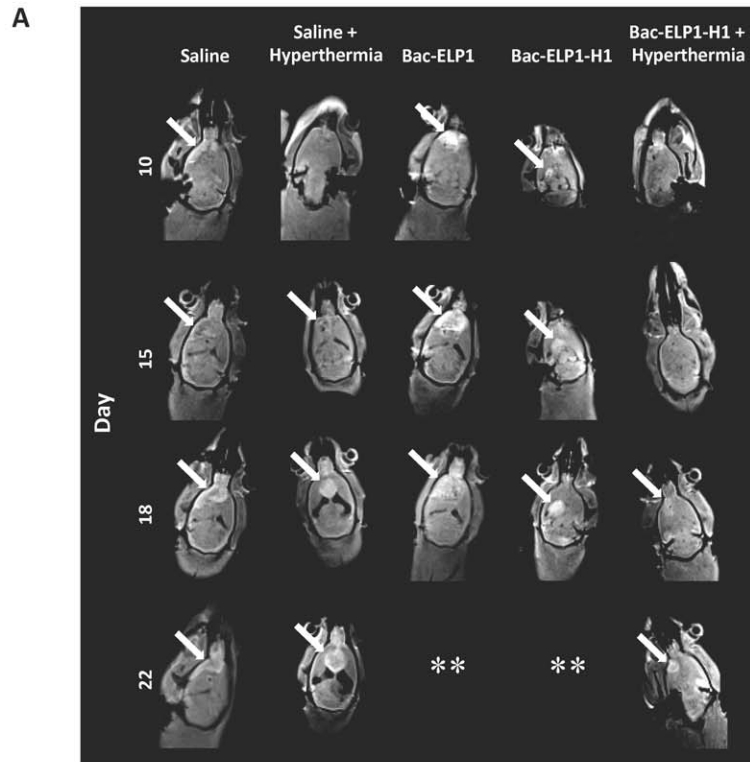 A
Saline
Saline +
Hyperthermia
Bac-ELP1
Bac-ELP1-H1
Bac-ELP1-H1 +
Hyperthermia
Day
10
15
18
22
** **